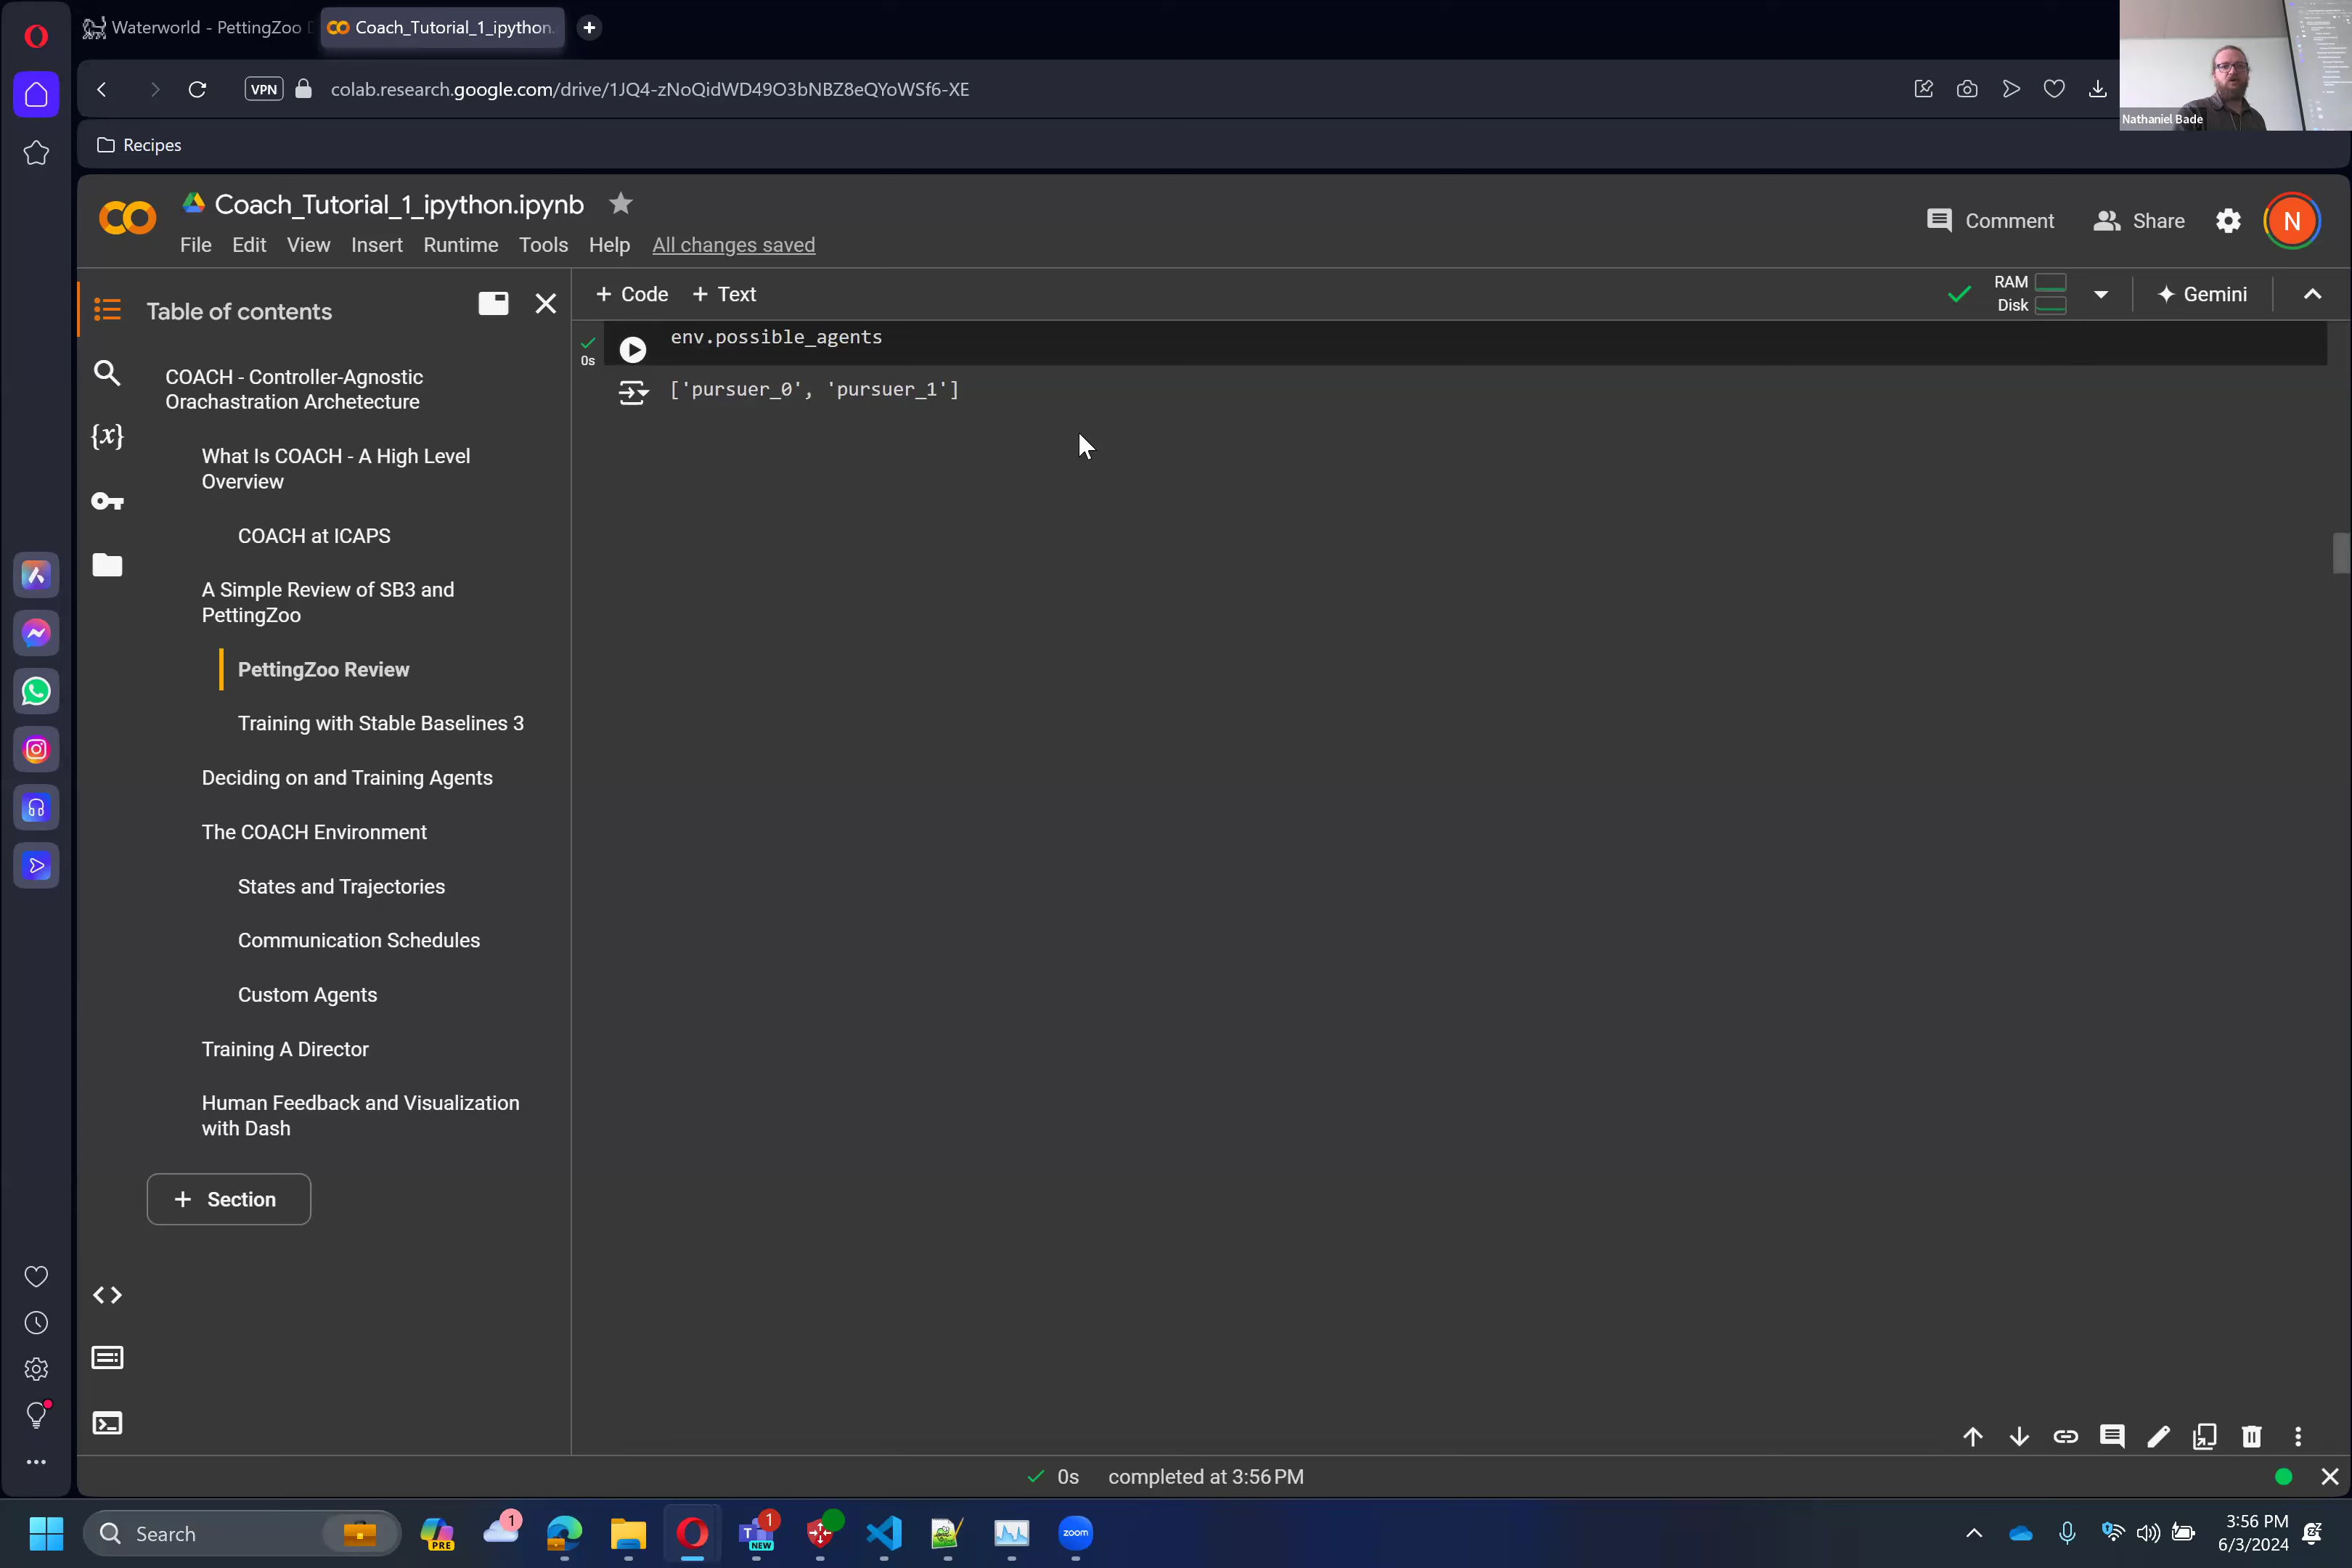 Waterworld - PettingZoo
Coach_Tutorial_1_ipython.
VPN
colab.research.google.com/drive/1JQ4-zNoQidWD49O3bNBZ8eQYoWSf6-XE
Nathaniel Bade
Recipes
Coach_Tutorial_1_ipython.ipynb
File Edit View Insert Runtime Tools Help All changes saved
Comment
Share
N
Table of contents
+ Code + Text
RAM
Disk
Gemini
COACH - Controller-Agnostic
Orachastration Archetecture
What Is COACH - A High Level
Overview
COACH at ICAPS
A Simple Review of SB3 and
PettingZoo
PettingZoo Review
Training with Stable Baselines 3
Deciding on and Training Agents
The COACH Environment
States and Trajectories
Communication Schedules
Custom Agents
Training A Director
Human Feedback and Visualization
with Dash
+ Section
{x}
0s
env.possible_agents
['pursuer_0', 'pursuer_1']
0s completed at 3:56 PM
Search
PRE
1
1
NEW
zoom
3:56 PM
6/3/2024